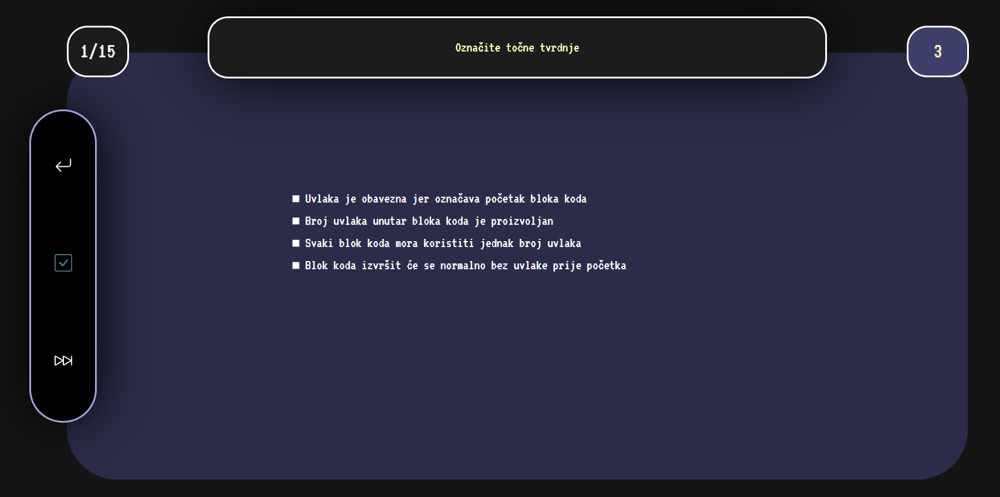 1/15
Označite točne tvrdnje
3
Uvlaka je obavezna jer označava početak bloka koda
Broj uvlaka unutar bloka koda je proizvoljan
Svaki blok koda mora koristiti jednak broj uvlaka
Blok koda izvršit će se normalno bez uvlake prije početka